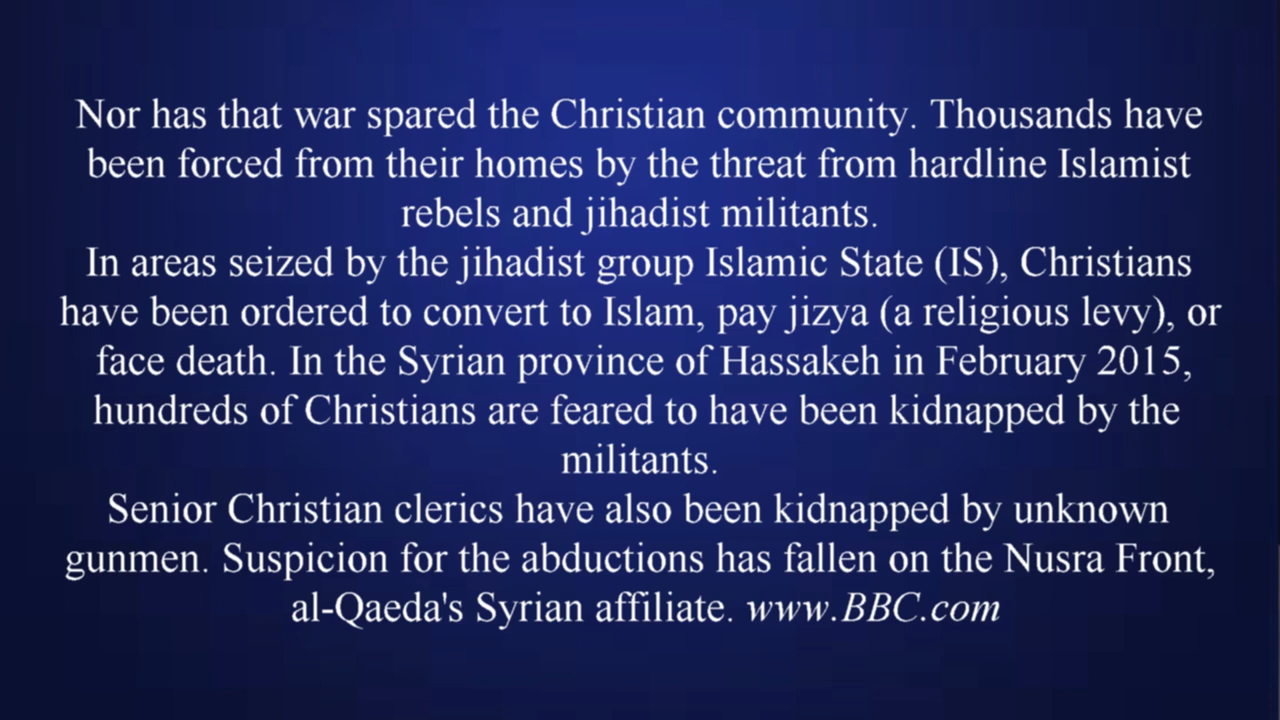 Nor has that war spared the Christian community. Thousands have
been forced from their homes by the threat from hardline Islamist
rebels and jihadist militants.
In areas seized by the jihadist group Islamic State (IS), Christians
have been ordered to convert to Islam, pay jizya (a religious levy), or
face death. In the Syrian province of Hassakeh in February 2015,
hundreds of Christians are feared to have been kidnapped by the
militants.
Senior Christian clerics have also been kidnapped by unknown
gunmen. Suspicion for the abductions has fallen on the Nusra Front,
al-Qaeda's Syrian affiliate. www.BBC.com